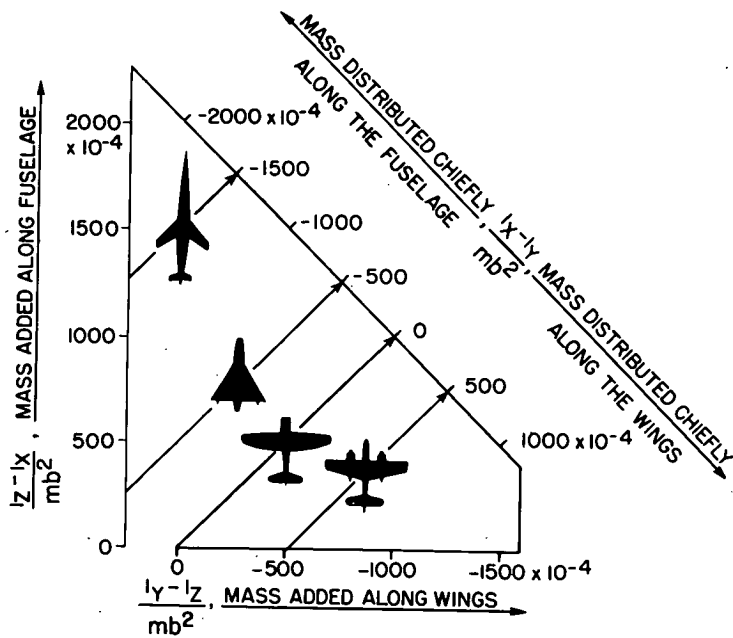 MASS DISTRIBUTED CHIEFLY
ALONG THE FUSELAGE
IX-IY
mb2
,
,
MASS DISTRIBUTED CHIEFLY
ALONG THE WINGS
IZ-IX
mb2
, MASS ADDED ALONG FUSELAGE
2000
x 10-4
1500
1000
500
0
-2000 x 10-4
-1500
-1000
-500
0
500
1000 x 10-4
0
-500
-1000
-1500 x 10-4
IY-IZ
mb2
, MASS ADDED ALONG WINGS